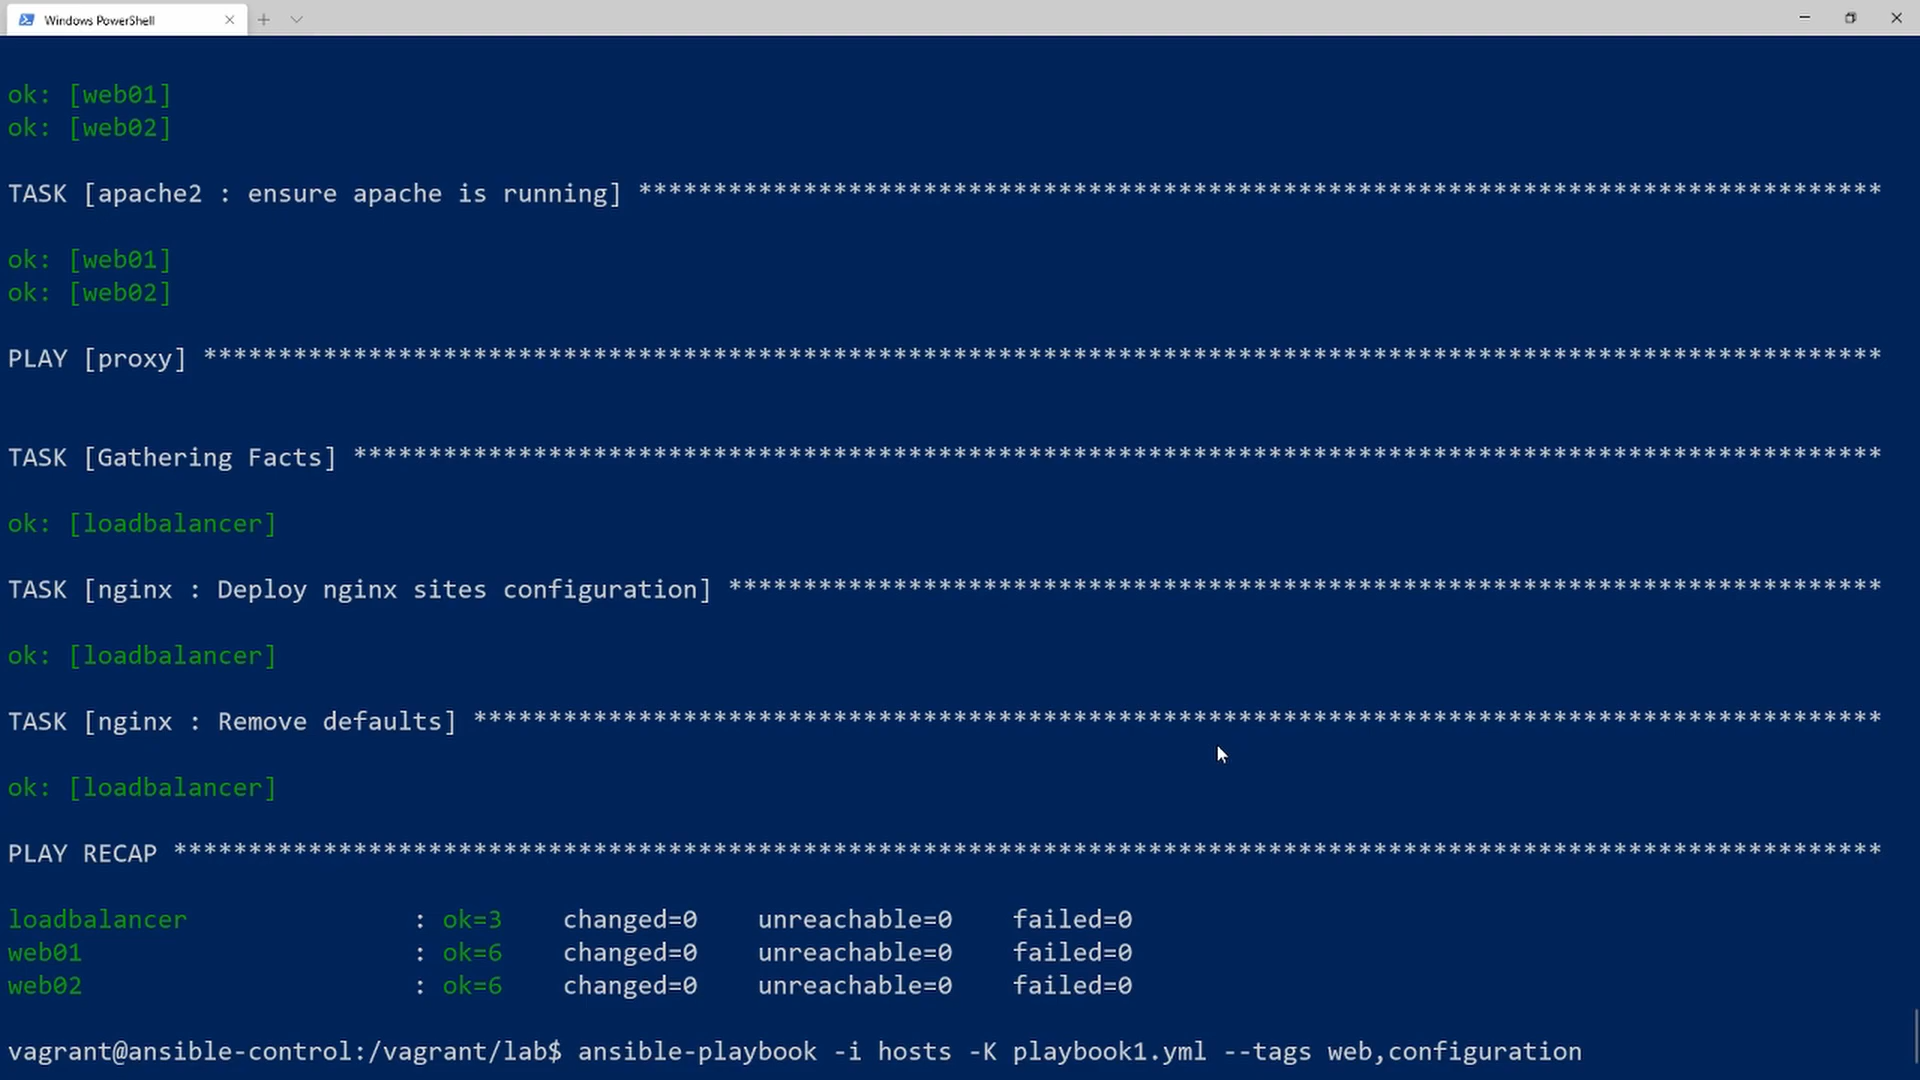 Windows PowerShell
ok: [web01]
ok: [web02]
TASK [apache2 : ensure apache is running] ***********************************************************************************
ok: [web01]
ok: [web02]
PLAY [proxy] ****************************************************************************************************************
TASK [Gathering Facts] ******************************************************************************************************
ok: [loadbalancer]
TASK [nginx : Deploy nginx sites configuration] *****************************************************************************
ok: [loadbalancer]
TASK [nginx : Remove defaults] **********************************************************************************************
ok: [loadbalancer]
PLAY RECAP ******************************************************************************************************************
loadbalancer               : ok=3    changed=0    unreachable=0    failed=0
web01                      : ok=6    changed=0    unreachable=0    failed=0
web02                      : ok=6    changed=0    unreachable=0    failed=0
vagrant@ansible-control:/vagrant/lab$ ansible-playbook -i hosts -K playbook1.yml --tags web,configuration